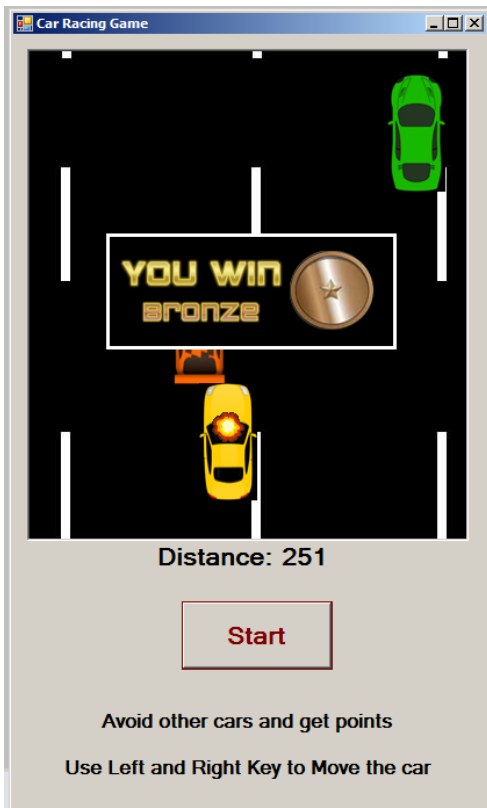 Car Racing Game
YOU WIN
BRONZE
Distance: 251
Start
Avoid other cars and get points
Use Left and Right Key to Move the car